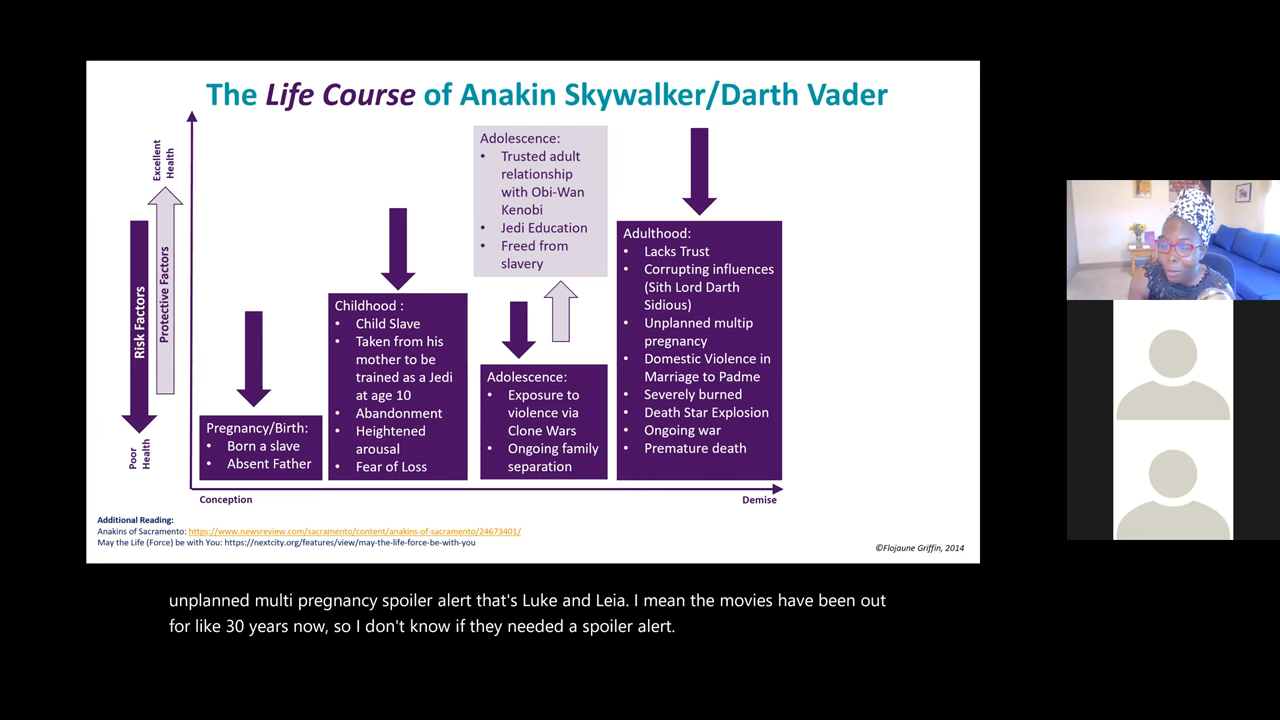 The Life Course of Anakin Skywalker/Darth Vader
Excellent
Health
Protective Factors
Risk Factors
Poor
Health
Pregnancy/Birth:
• Born a slave
• Absent Father
Childhood :
• Child Slave
• Taken from his
mother to be
trained as a Jedi
at age 10
• Abandonment
• Heightened
arousal
• Fear of Loss
Adolescence:
• Trusted adult
relationship
with Obi-Wan
Kenobi
• Jedi Education
• Freed from
slavery
Adolescence:
• Exposure to
violence via
Clone Wars
• Ongoing family
separation
Adulthood:
• Lacks Trust
• Corrupting influences
(Sith Lord Darth
Sidious)
• Unplanned multip
pregnancy
• Domestic Violence in
Marriage to Padme
• Severely burned
• Death Star Explosion
• Ongoing war
• Premature death
Conception
Demise
Additional Reading:
Anakins of Sacramento: https://www.newsreview.com/sacramento/content/anakins-of-sacramento/24673401/
May the Life (Force) be with You: https://nextcity.org/features/view/may-the-life-force-be-with-you
©Flojaune Griffin, 2014
unplanned multi pregnancy spoiler alert that's Luke and Leia. I mean the movies have been out
for like 30 years now, so I don't know if they needed a spoiler alert.